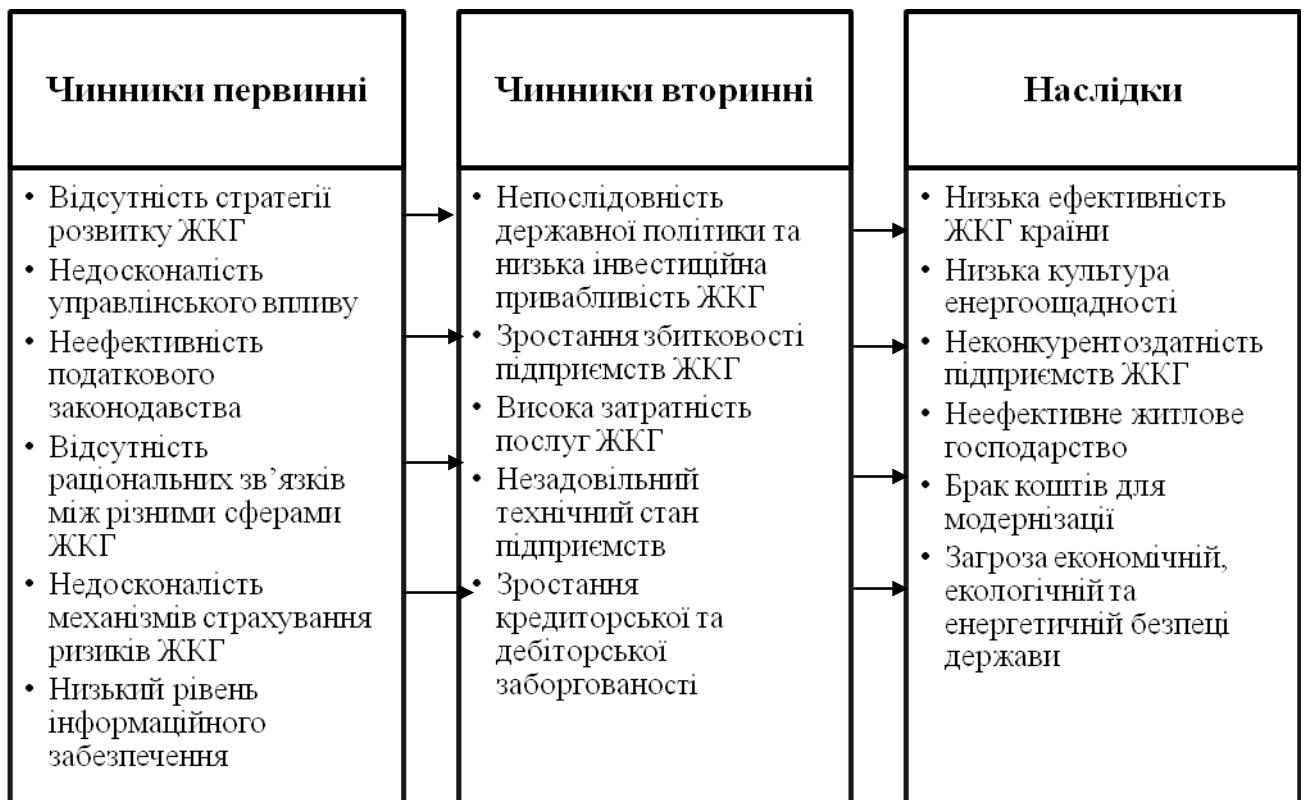 Чинники первинні
• Відсутність стратегії
розвитку ЖКГ
• Недосконалість
управлінського впливу
• Неефективність
податкового
законодавства
• Відсутність
раціональних зв’язків
між різними сферами
ЖКГ
• Недосконалість
механізмів страхування
ризиків ЖКГ
• Низький рівень
інформаційного
забезпечення
Чинники вторинні
• Непослідовність
державної політики та
низька інвестиційна
привабливість ЖКГ
• Зростання збитковості
підприємств ЖКГ
• Висока затратність
послуг ЖКГ
• Незадовільний
технічний стан
підприємств
• Зростання
кредиторської та
дебіторської
заборгованості
Наслідки
• Низька ефективність
ЖКГ країни
• Низька культура
енергоощадності
• Неконкурентоздатність
підприємств ЖКГ
• Неефективне житлове
господарство
• Брак коштів для
модернізації
• Загроза економічній,
екологічній та
енергетичній безпеці
держави